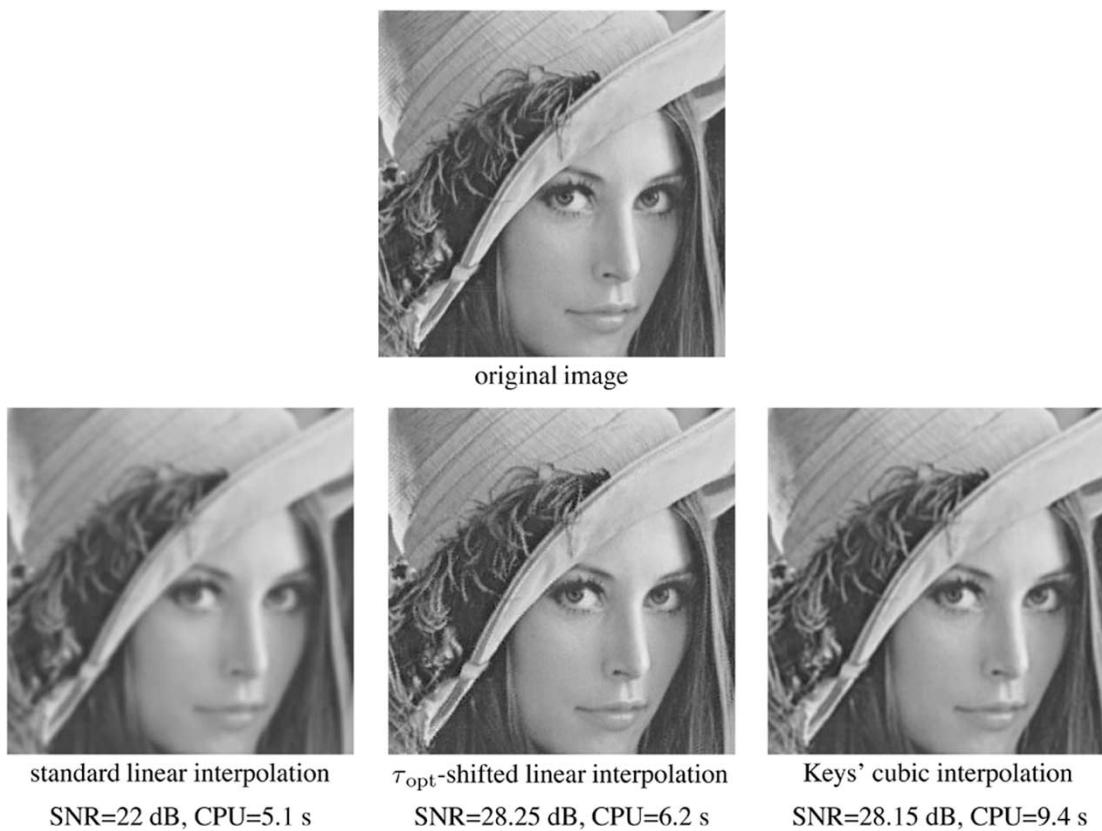 original image
standard linear interpolation
τopt-shifted linear interpolation
Keys' cubic interpolation
SNR=22 dB, CPU=5.1 s
SNR=28.25 dB, CPU=6.2 s
SNR=28.15 dB, CPU=9.4 s